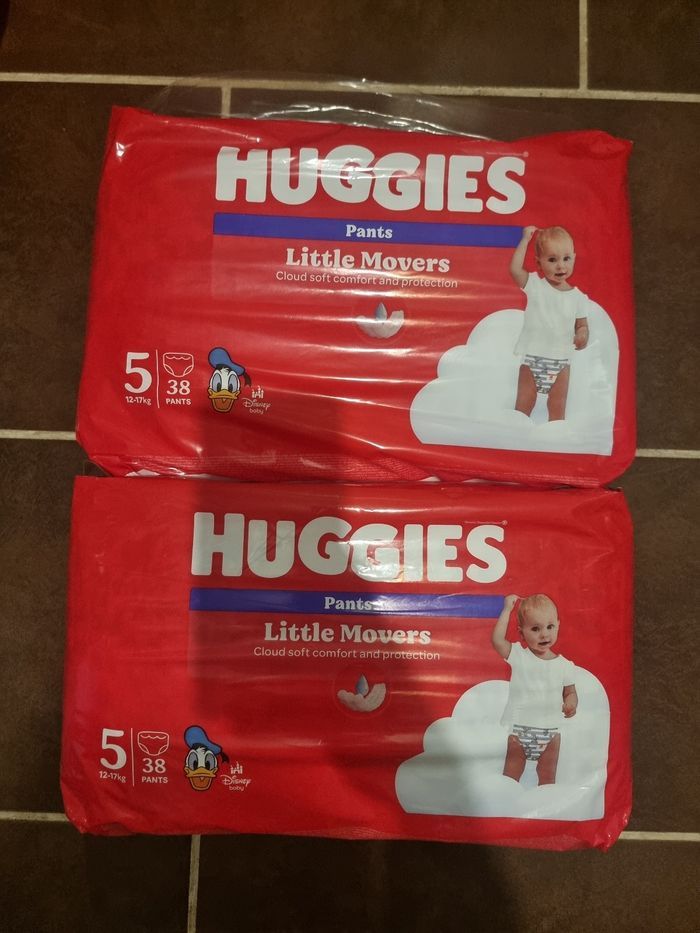 HUGGIES
Pants
Little Movers
Cloud soft comfort and protection
5
12-17kg
38
PANTS
Disney
baby
HUGGIES
Pants
Little Movers
Cloud soft comfort and protection
5
12-17kg
38
PANTS
Disney
baby